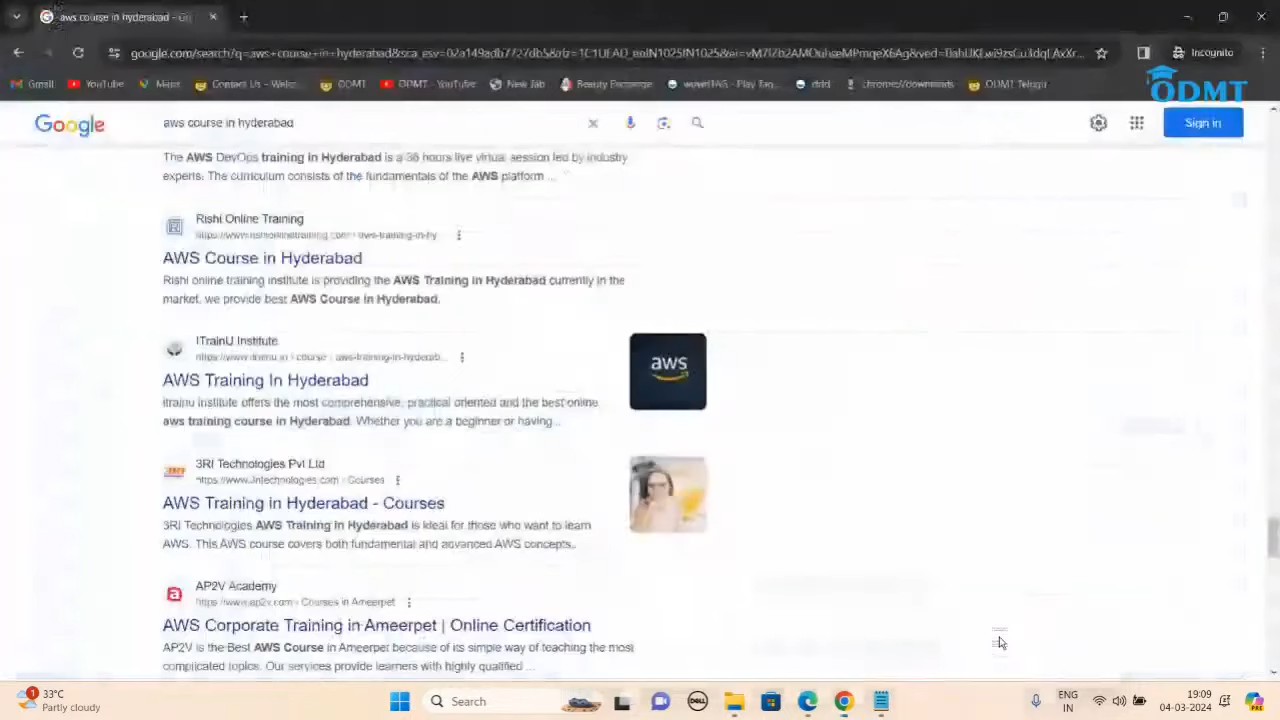 aws course in hyderabad - G
Incognito
Gmail YouTube Maps Contact Us - Welc... ODMT ODMT - YouTube New Tab Beauty Exchange chrome://downloads ODMT Telugu
ODMT
Google
aws course in hyderabad
Sign in
The AWS DevOps training in Hyderabad is a 36 hours live virtual session led by industry
experts. The curriculum consists of the fundamentals of the AWS platform ...
Rishi Online Training
AWS Course in Hyderabad
Rishi online training institute is providing the AWS Training in Hyderabad currently in the
market, we provide best AWS Course in Hyderabad.
ITrainU Institute
AWS Training In Hyderabad
itrainu institute offers the most comprehensive, practical oriented and the best online
aws training course in Hyderabad. Whether you are a beginner or having ...
aws
3RI Technologies Pvt Ltd
AWS Training in Hyderabad - Courses
3RI Technologies AWS Training in Hyderabad is ideal for those who want to learn
AWS. This AWS course covers both fundamental and advanced AWS concepts..
AP2V Academy
https://www.ap2v.com › Courses in Ameerpet
AWS Corporate Training in Ameerpet | Online Certification
AP2V is the Best AWS Course in Ameerpet because of its simple way of teaching the most
complicated topics. Our services provide learners with highly qualified ...
1
33°C
Partly cloudy
Search
DELL
ENG
IN
19:09
04-03-2024